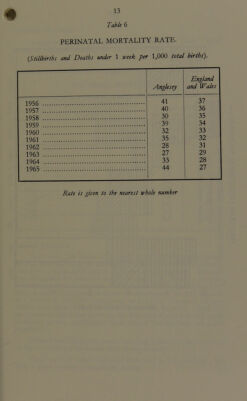 13
Table 6
PERINATAL MORTALITY RATE.
(Stillbirths and Deaths under 1 week per 1,000 total births).
Anglesey England and Wales
1956 41 37
1957 40 36
1958 30 35
1959 39 34
1960 32 33
1961 35 32
1962 28 31
1963 27 29
1964 33 28
1965 44 27
Rate is given to the nearest whole number